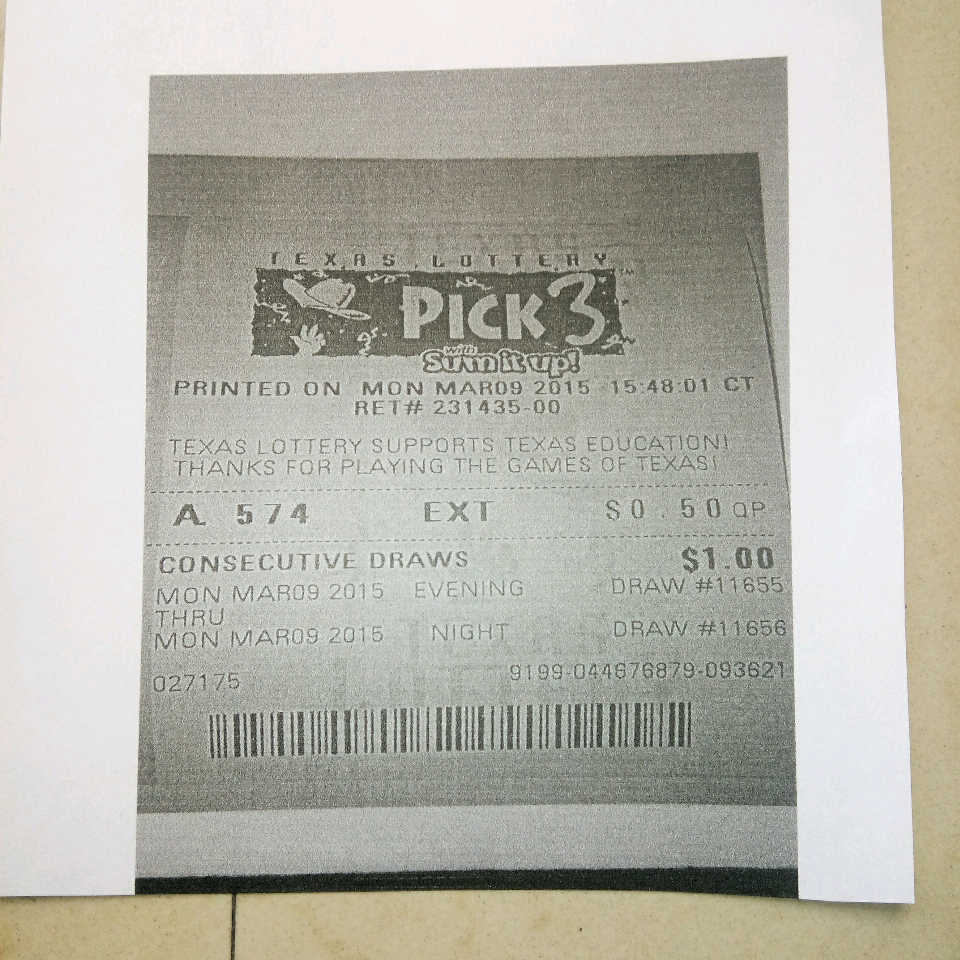 TEXAS LOTTERY
PICK 3™
with
Sum it up!
PRINTED ON MON MAR09 2015 15:48:01 CT
RET# 231435-00
TEXAS LOTTERY SUPPORTS TEXAS EDUCATION!
THANKS FOR PLAYING THE GAMES OF TEXAS!
A 574 EXT $0.50 QP
CONSECUTIVE DRAWS $1.00
MON MAR09 2015 EVENING DRAW #11655
THRU
MON MAR09 2015 NIGHT DRAW #11656
027175 9199-044676879-093621